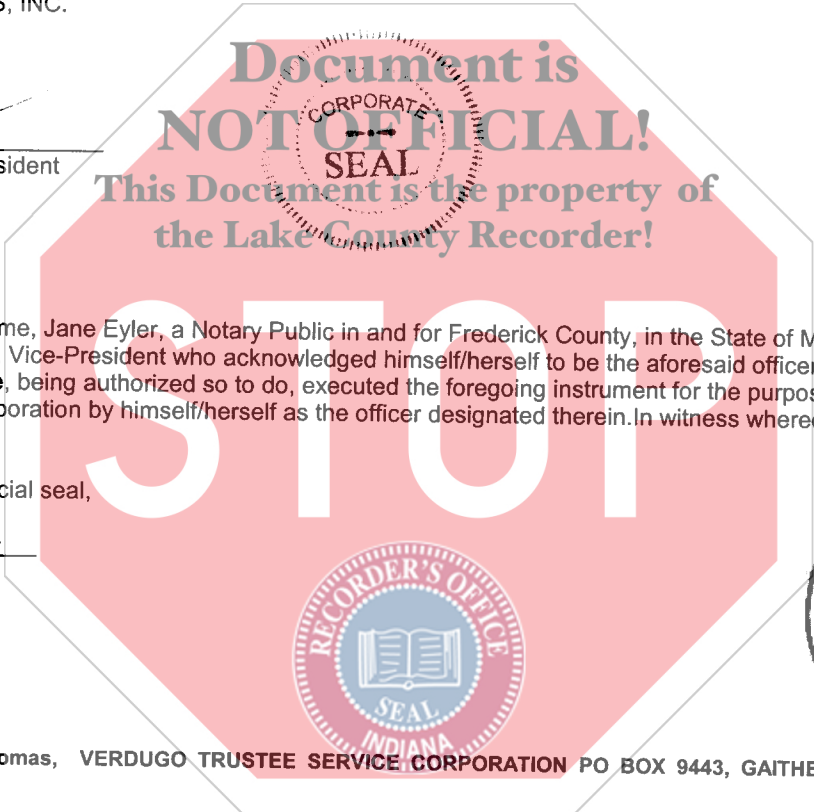 S, INC.
Document is
CORPORATE
NOT OFFICIAL!
SEAL
sident
This Document is the property of
the Lake County Recorder!
STOP
me, Jane Eyler, a Notary Public in and for Frederick County, in the State of M
Vice-President who acknowledged himself/herself to be the aforesaid officer
, being authorized so to do, executed the foregoing instrument for the purpos
poration by himself/herself as the officer designated therein.In witness where
cial seal,
RECORDER'S OFFICE
SEAL
INDIANA
omas, VERDUGO TRUSTEE SERVICE CORPORATION PO BOX 9443, GAITHE